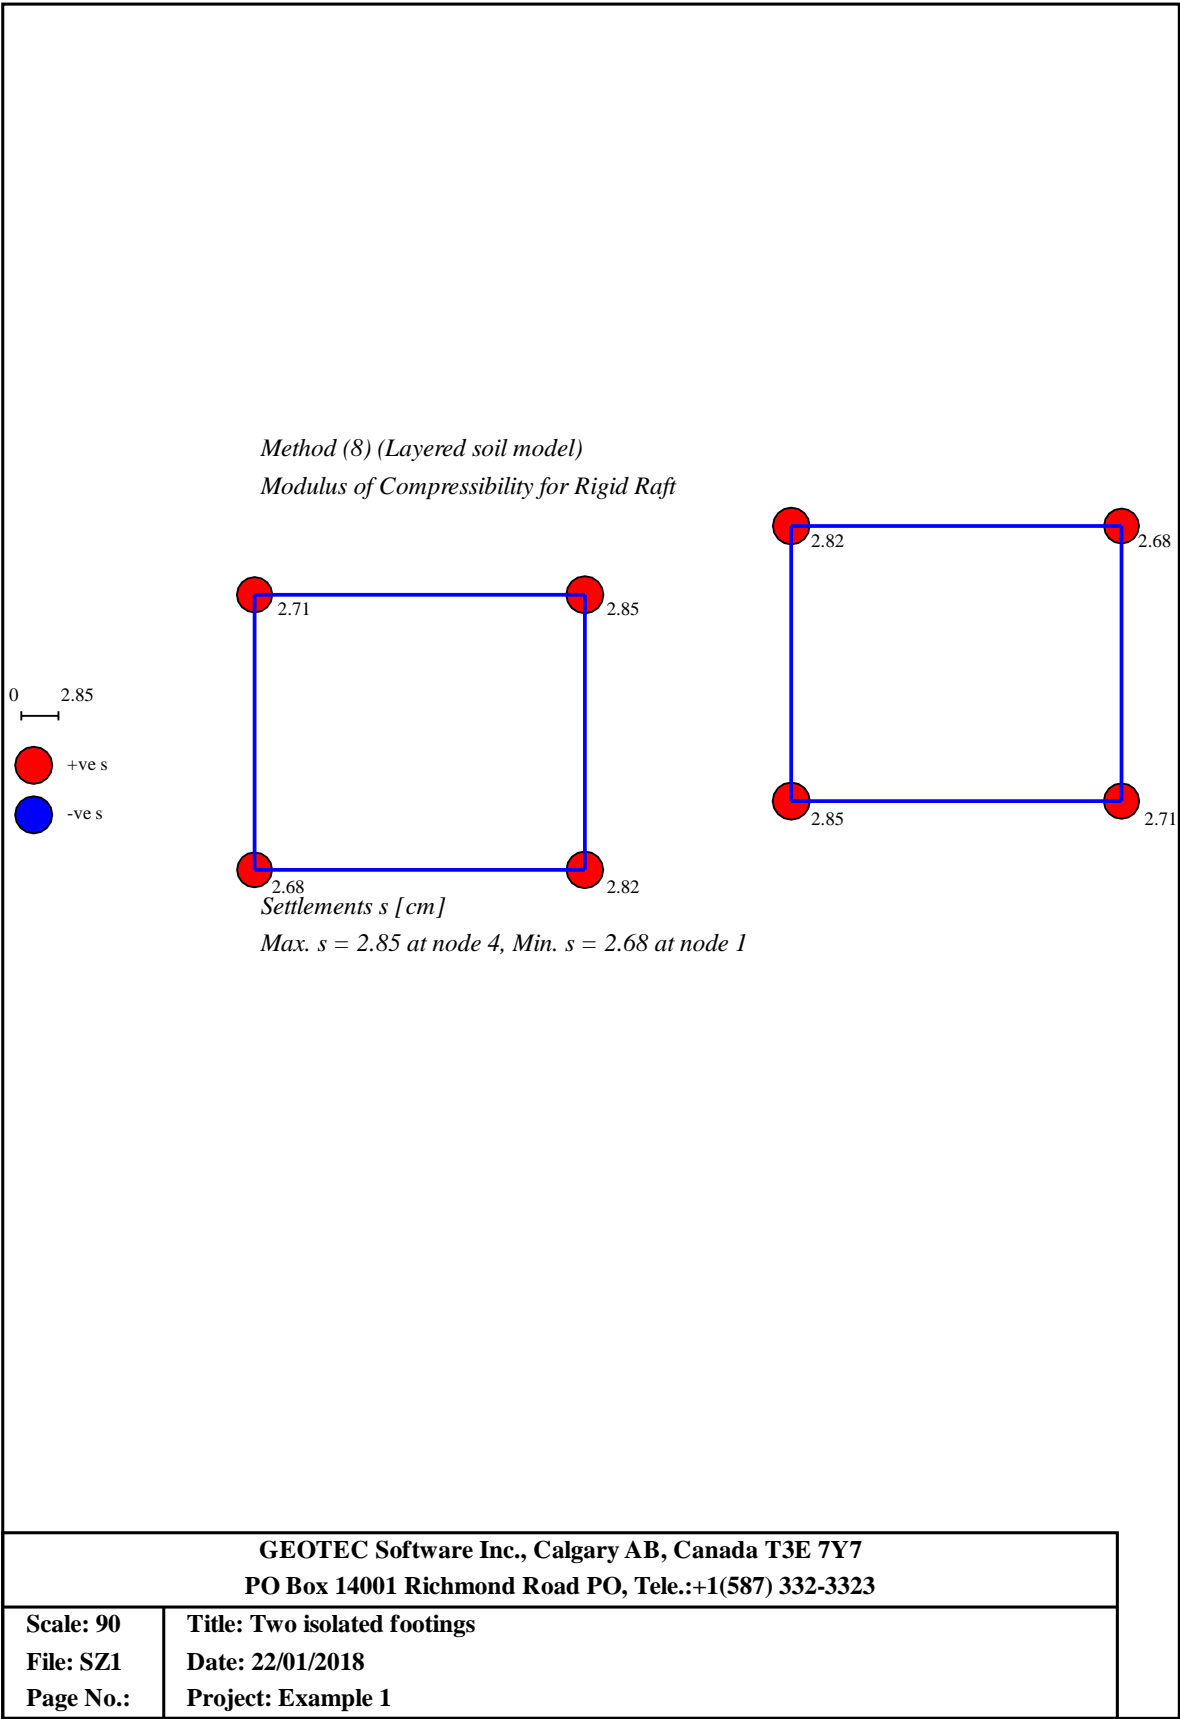 Method (8) (Layered soil model)
Modulus of Compressibility for Rigid Raft
2.82
2.68
2.71
2.85
0 2.85
+ve s
-ve s
2.85
2.71
2.68
2.82
Settlements s [cm]
Max. s = 2.85 at node 4, Min. s = 2.68 at node 1
GEOTEC Software Inc., Calgary AB, Canada T3E 7Y7
PO Box 14001 Richmond Road PO, Tele.:+1(587) 332-3323
Scale: 90
Title: Two isolated footings
File: SZ1
Date: 22/01/2018
Page No.:
Project: Example 1